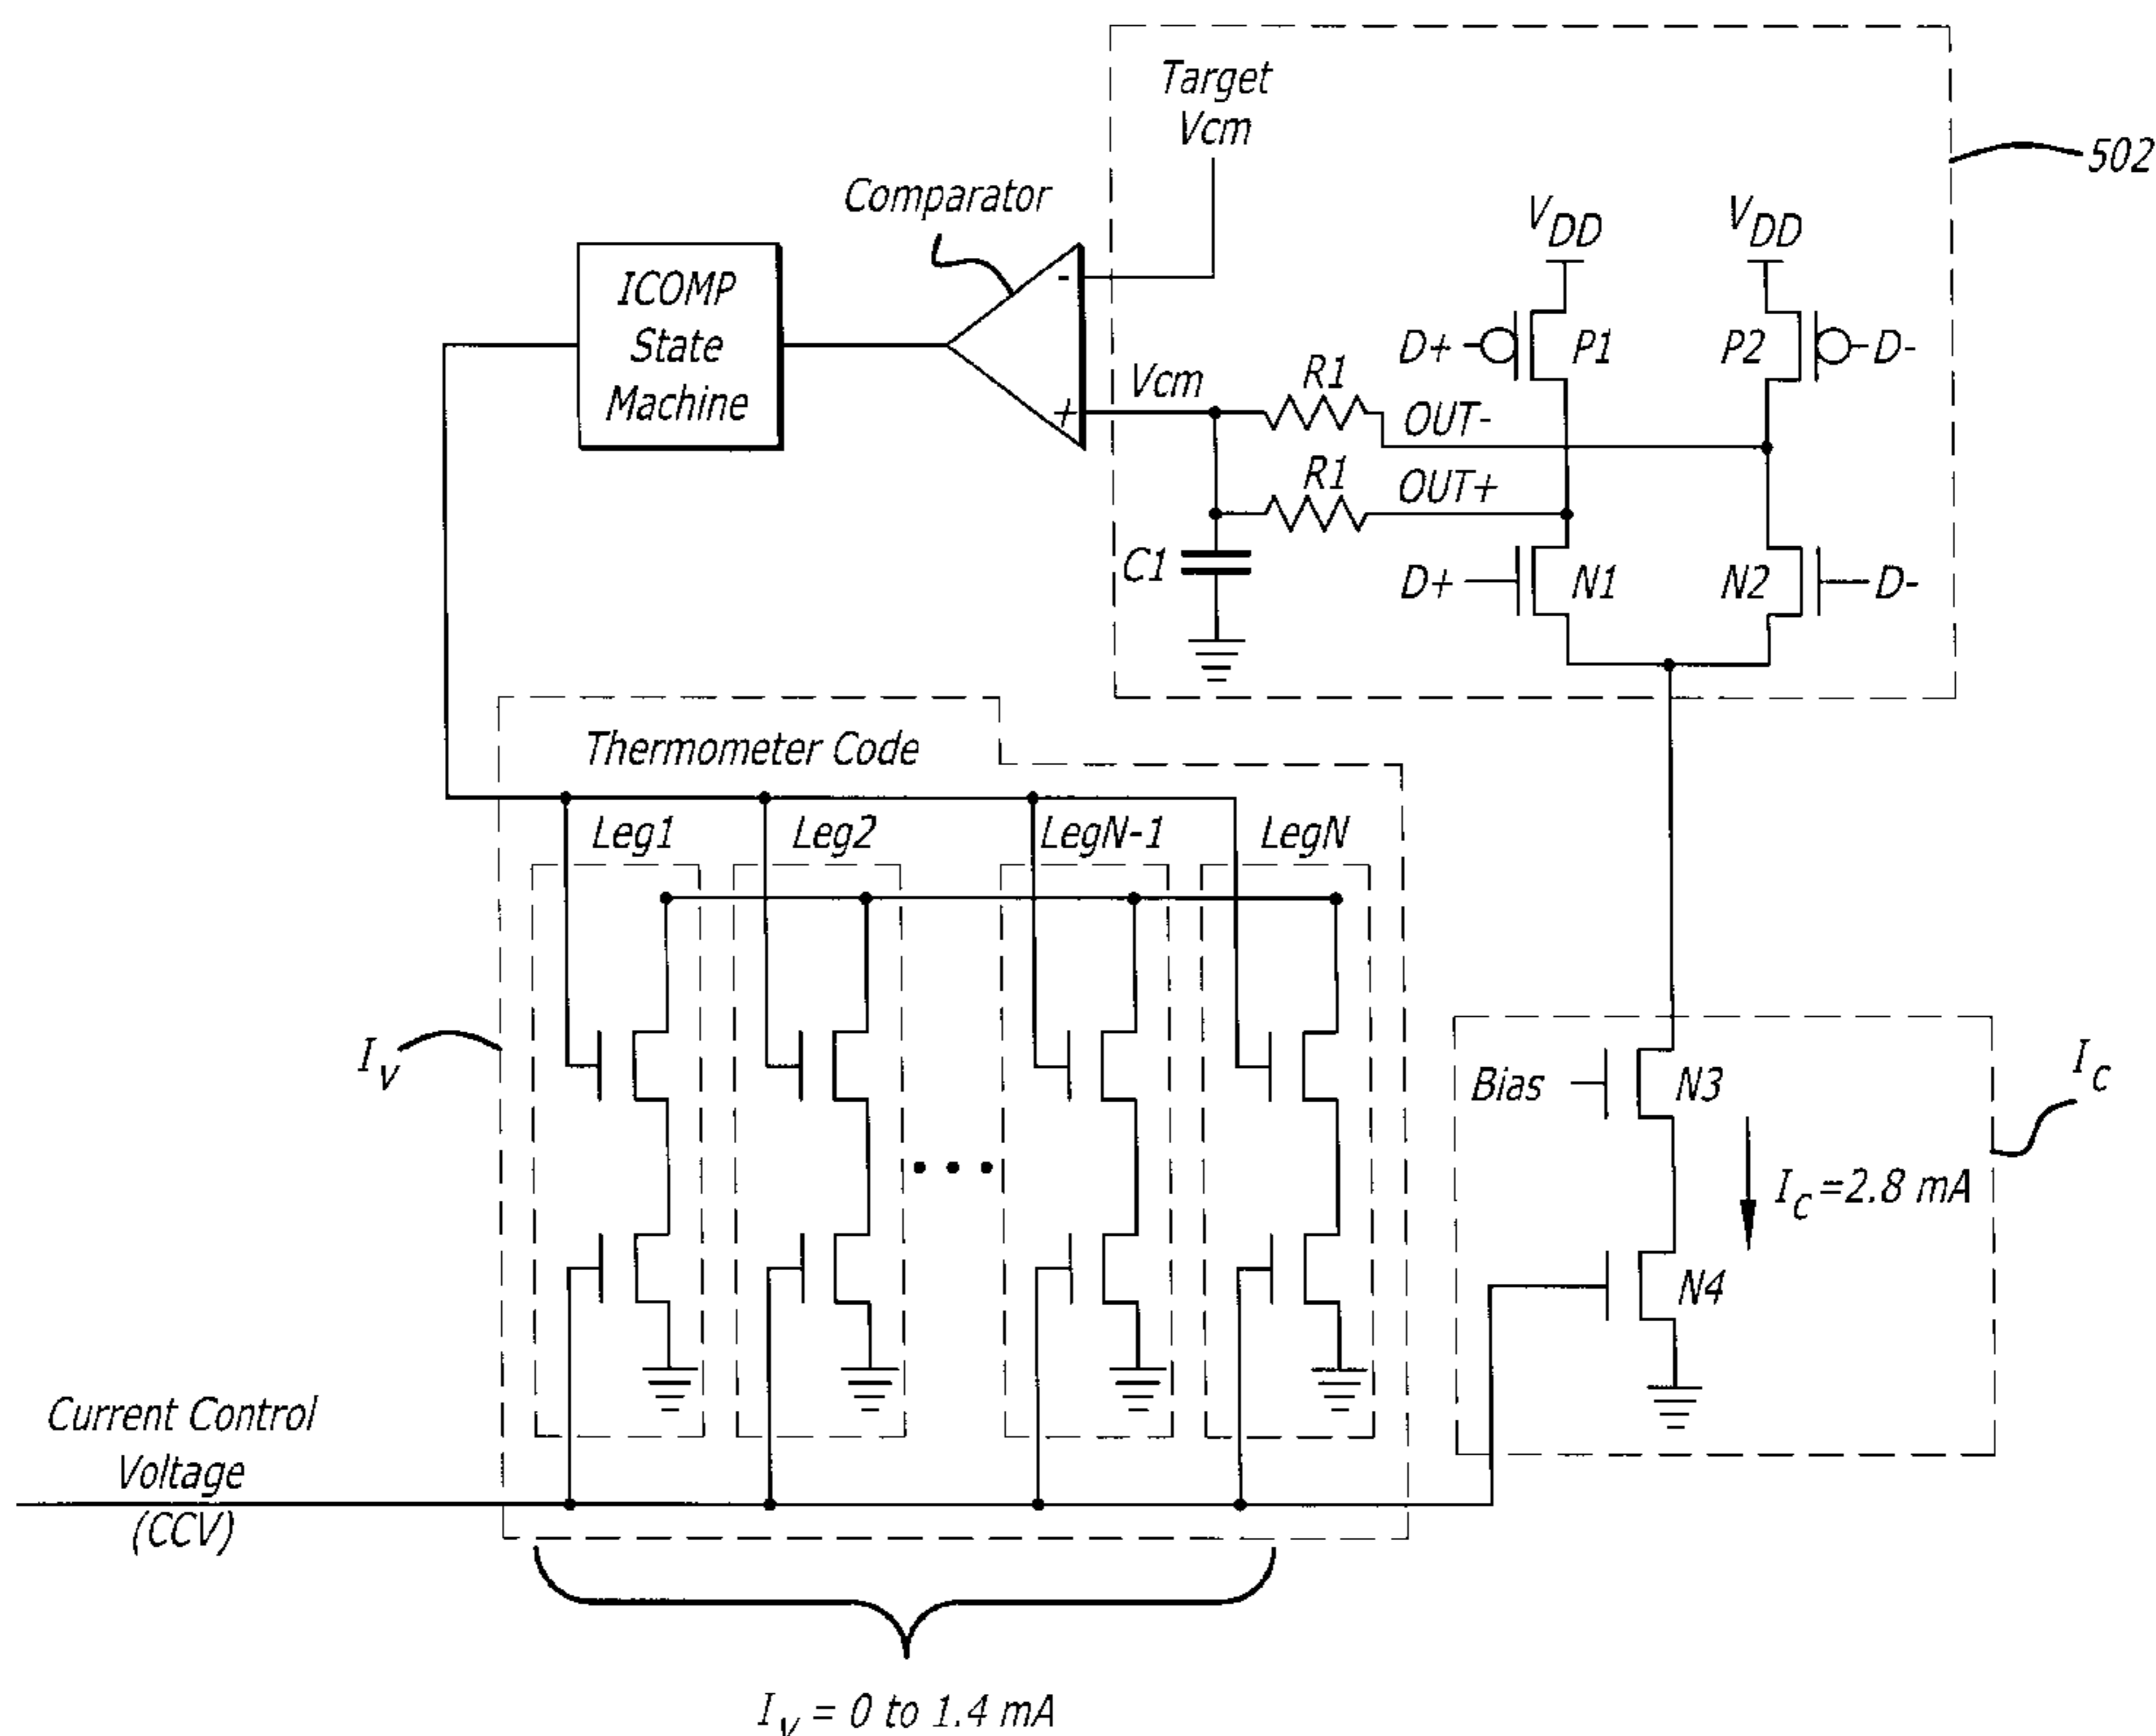 Target
Vcm
502
Comparator
VDD
VDD
ICOMP
State
Machine
-
+
Vcm
R1
OUT-
R1
OUT+
C1
D+
P1
P2
D-
D+
N1
N2
D-
Thermometer Code
Leg1
Leg2
LegN-1
LegN
IV
Bias
N3
IC
IC=2.8 mA
N4
Current Control
Voltage
(CCV)
IV = 0 to 1.4 mA